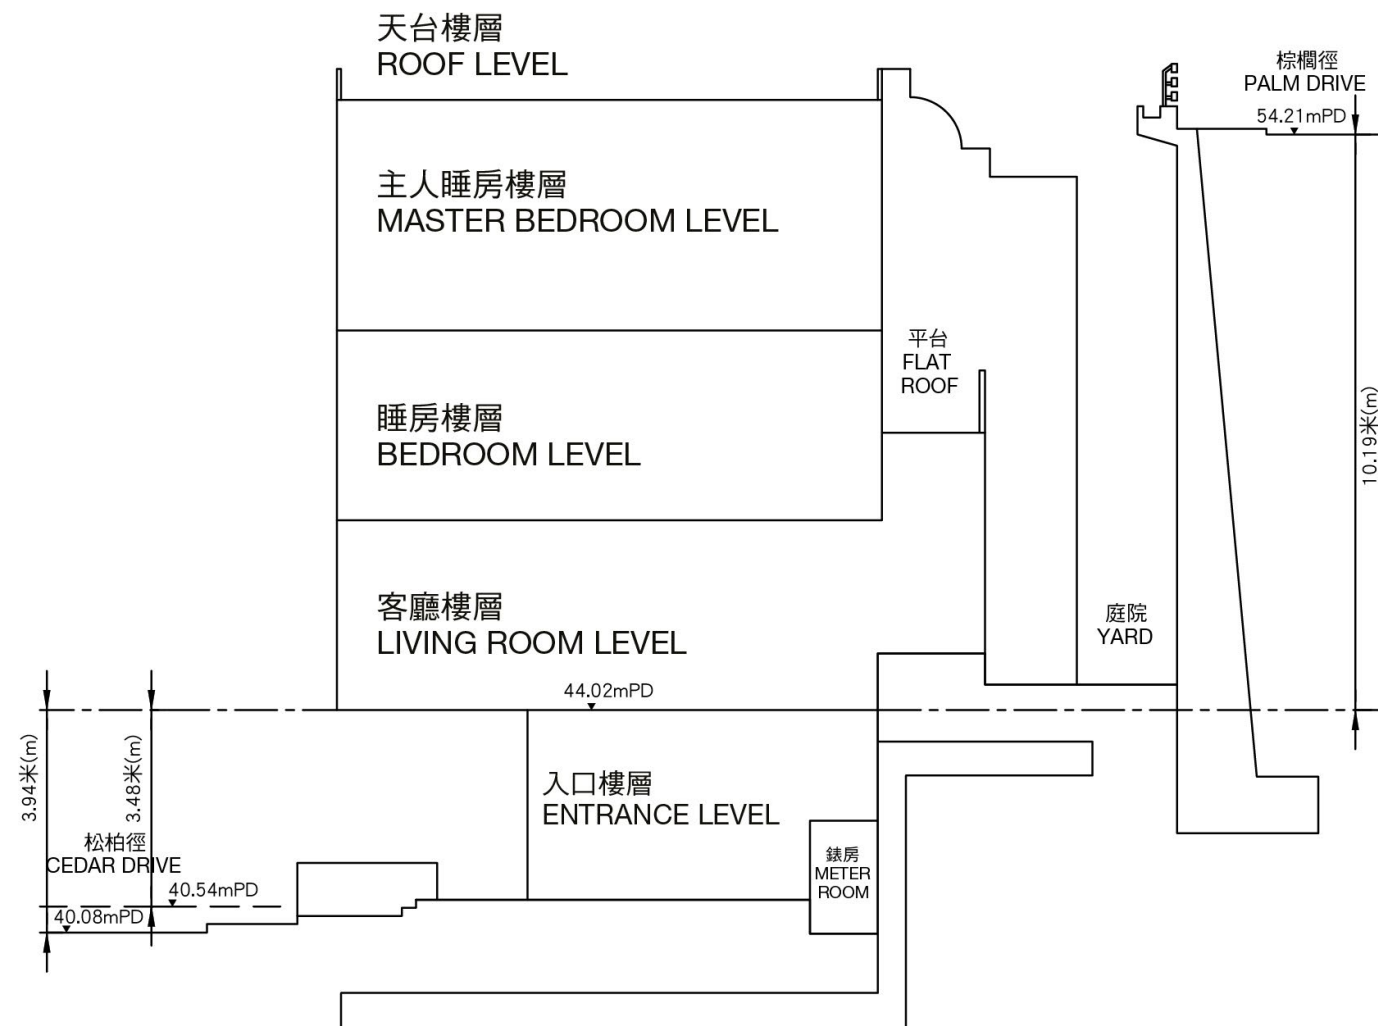 天台樓層
ROOF LEVEL
棕櫚徑
PALM DRIVE
54.21mPD
主人睡房樓層
MASTER BEDROOM LEVEL
平台
FLAT
ROOF
睡房樓層
BEDROOM LEVEL
10.19米(m)
客廳樓層
LIVING ROOM LEVEL
庭院
YARD
44.02mPD
3.94米(m)
3.48米(m)
入口樓層
ENTRANCE LEVEL
松柏徑
CEDAR DRIVE
錶房
METER
ROOM
40.54mPD
40.08mPD